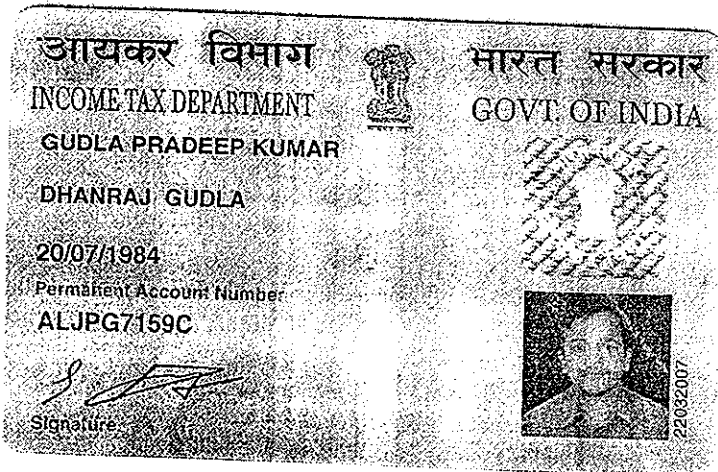 आयकर विभाग
भारत सरकार
INCOME TAX DEPARTMENT
GOVT. OF INDIA
GUDLA PRADEEP KUMAR
DHANRAJ GUDLA
20/07/1984
Permanent Account Number
ALJPG7159C
Signature
22032007